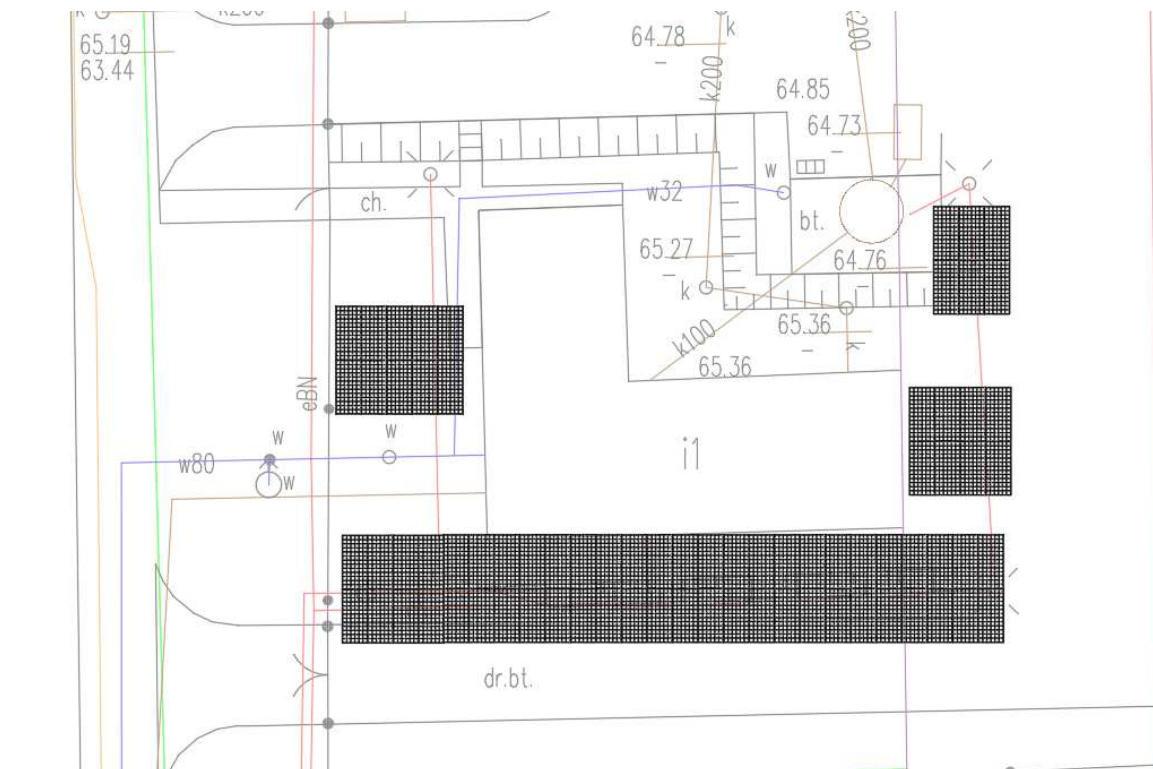 k
65.19
63.44
64.78
k
k200
64.85
64.73
w
w32
ch.
bt.
65.27
64.76
k
65.36
k
k100
65.36
eBN
w
w
w80
w
i1
dr.bt.